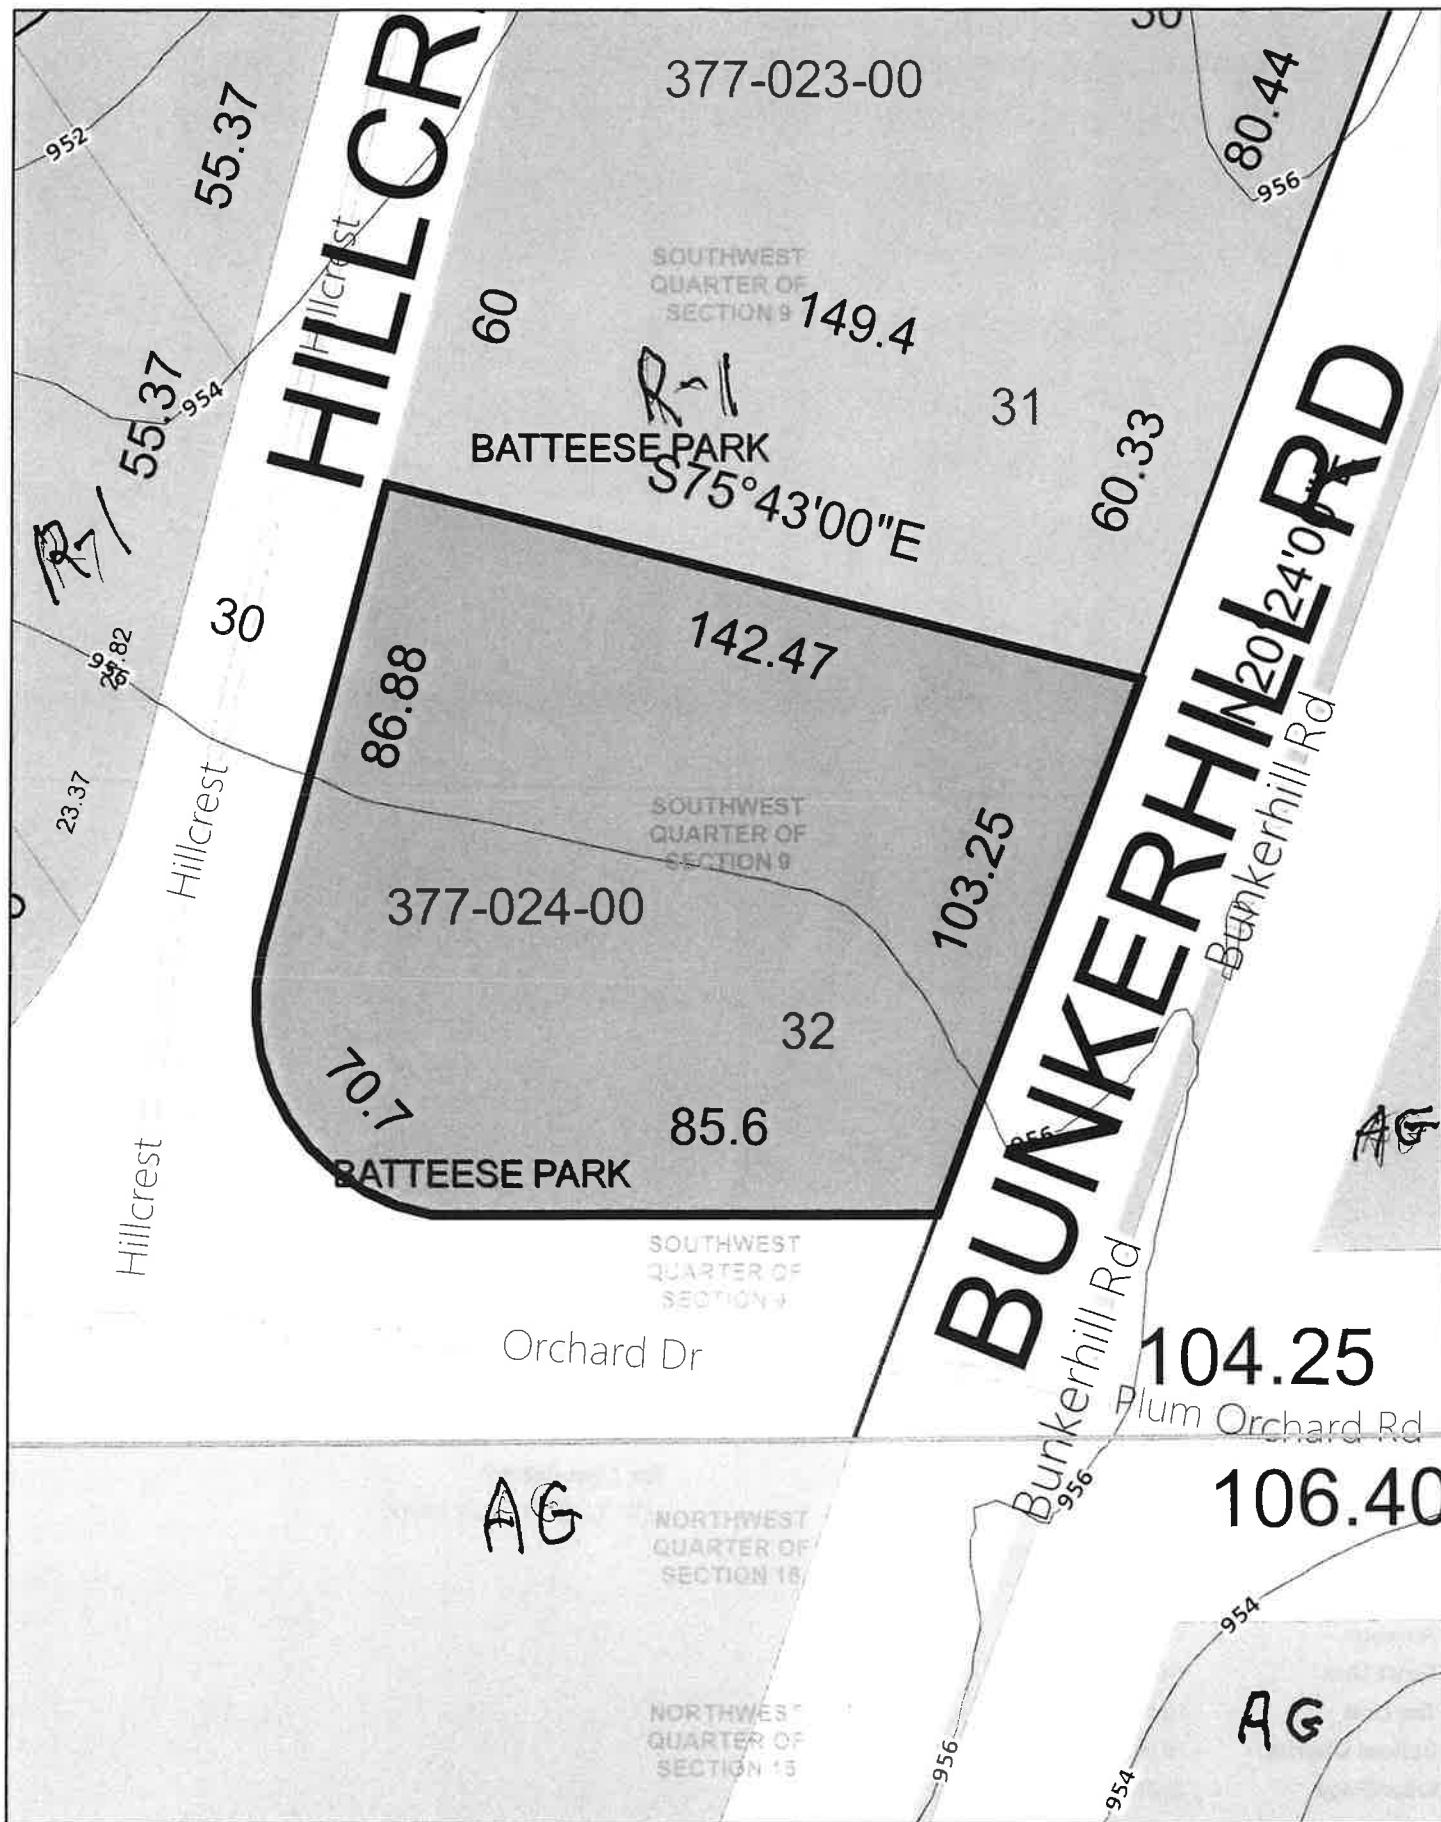 377-023-00
80.44
952
55.37
HILLCR
Hillcrest
956
SOUTHWEST
QUARTER OF
SECTION 9
60
149.4
R-1
31
55.37
954
BATTEESE PARK
S75°43'00"E
60.33
R-1
30
142.47
86.88
23.37
Hillcrest
SOUTHWEST
QUARTER OF
SECTION 9
377-024-00
103.25
BUNKERHILL RD
Bunkerhill Rd
32
70.7
85.6
BATTEESE PARK
956
AG
Hillcrest
SOUTHWEST
QUARTER OF
SECTION 9
Orchard Dr
Bunkerhill Rd
104.25
Plum Orchard Rd
106.40
AG
956
NORTHWEST
QUARTER OF
SECTION 16
954
AG
NORTHWEST
QUARTER OF
956
954